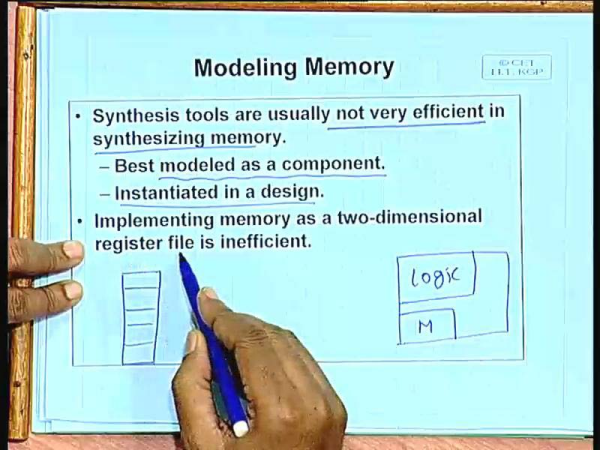 Modeling Memory
© CET
I.I.T. KGP
• Synthesis tools are usually not very efficient in
synthesizing memory.
– Best modeled as a component.
– Instantiated in a design.
• Implementing memory as a two-dimensional
register file is inefficient.
Logic
M